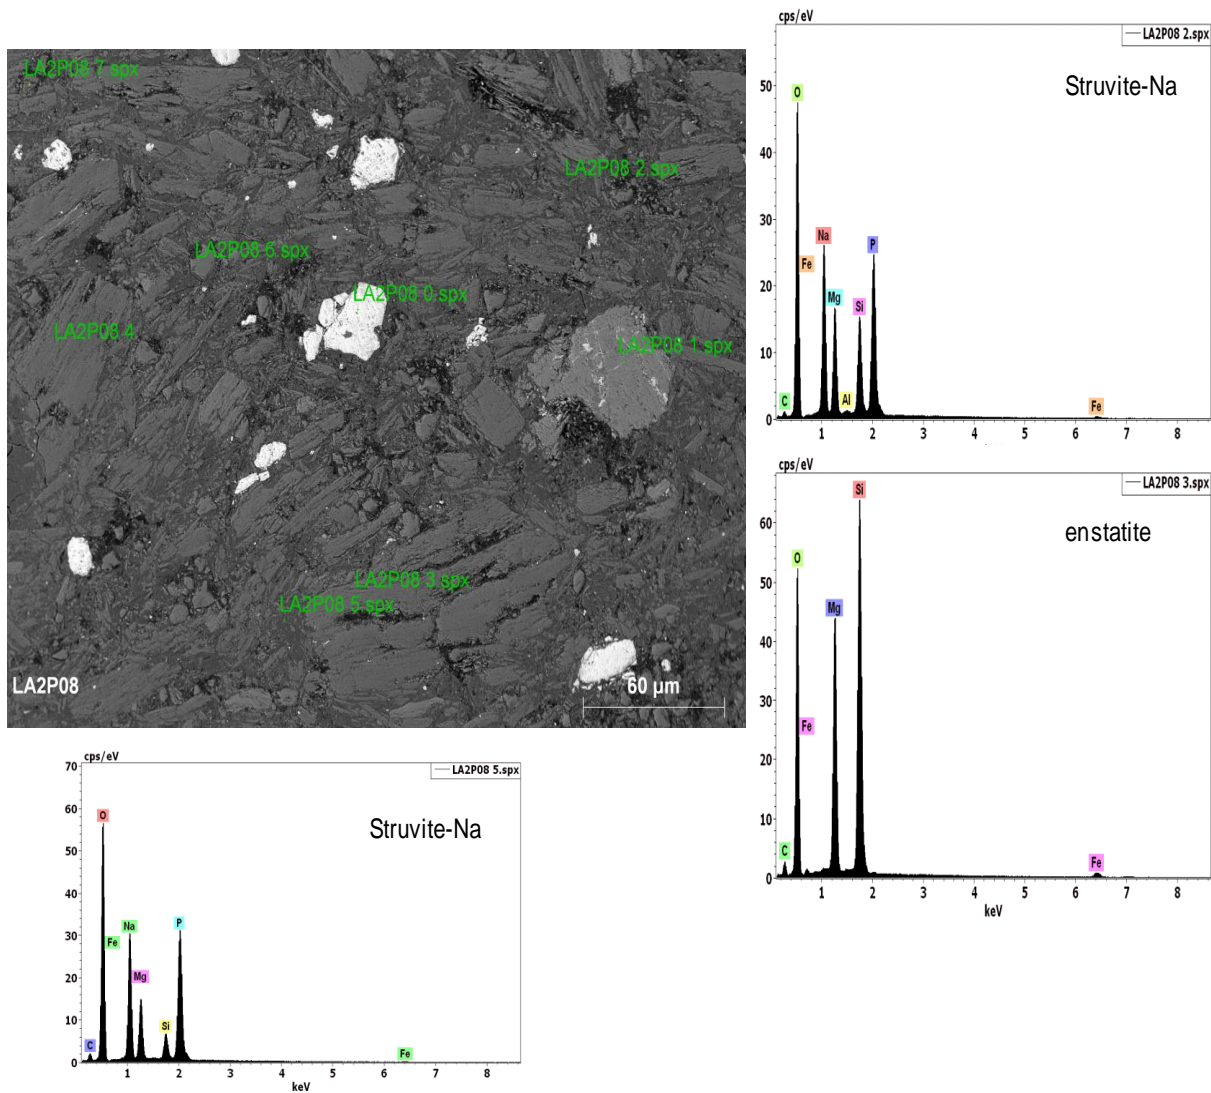 LA2P08 7.spx
LA2P08 2.spx
LA2P08 6.spx
LA2P08 0.spx
LA2P08 4
LA2P08 1.spx
LA2P08 3.spx
LA2P08 5.spx
LA2P08
60 µm
cps/eV
LA2P08 2.spx
Struvite-Na
50
40
30
20
10
0
O
Fe
Na
Mg
P
Si
Al
C
Fe
1 2 3 4 5 6 7 8
cps/eV
LA2P08 3.spx
enstatite
60
50
40
30
20
10
0
Si
O
Mg
Fe
C
Fe
1 2 3 4 5 6 7 8
keV
cps/eV
LA2P08 5.spx
Struvite-Na
70
60
50
40
30
20
10
0
O
Na
P
Fe
Mg
Si
C
Fe
1 2 3 4 5 6 7 8
keV